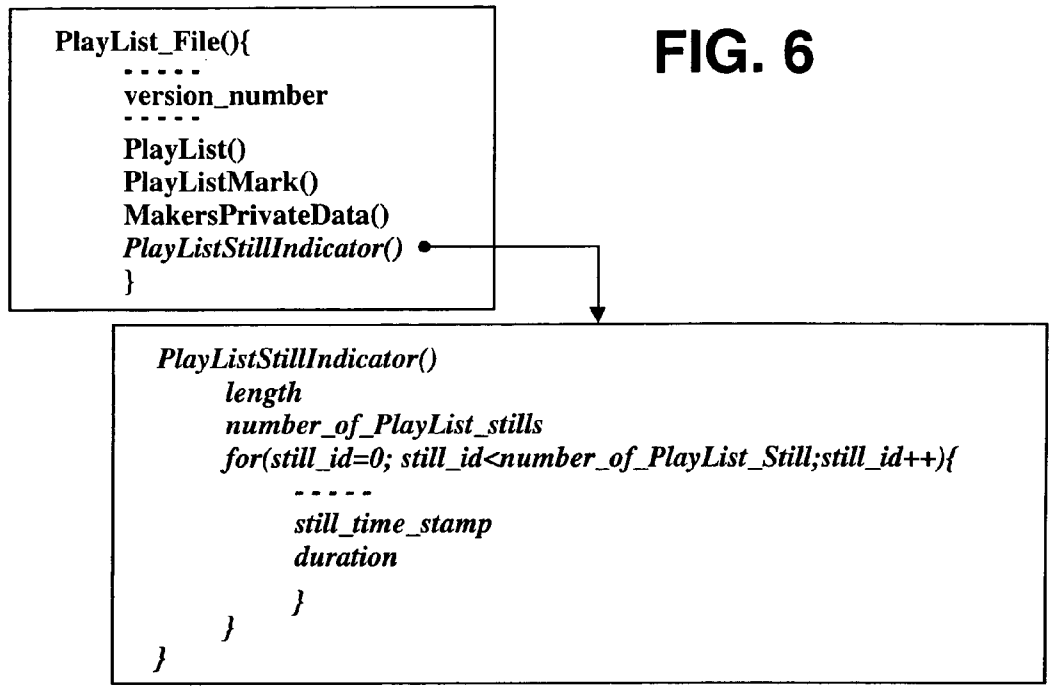 FIG. 6
PlayList_File(){
- - - - -
version_number
- - - - -
PlayList()
PlayListMark()
MakersPrivateData()
PlayListStillIndicator()
}
PlayListStillIndicator()
length
number_of_PlayList_stills
for(still_id=0; still_id<number_of_PlayList_Still;still_id++){
- - - - -
still_time_stamp
duration
}
}
}